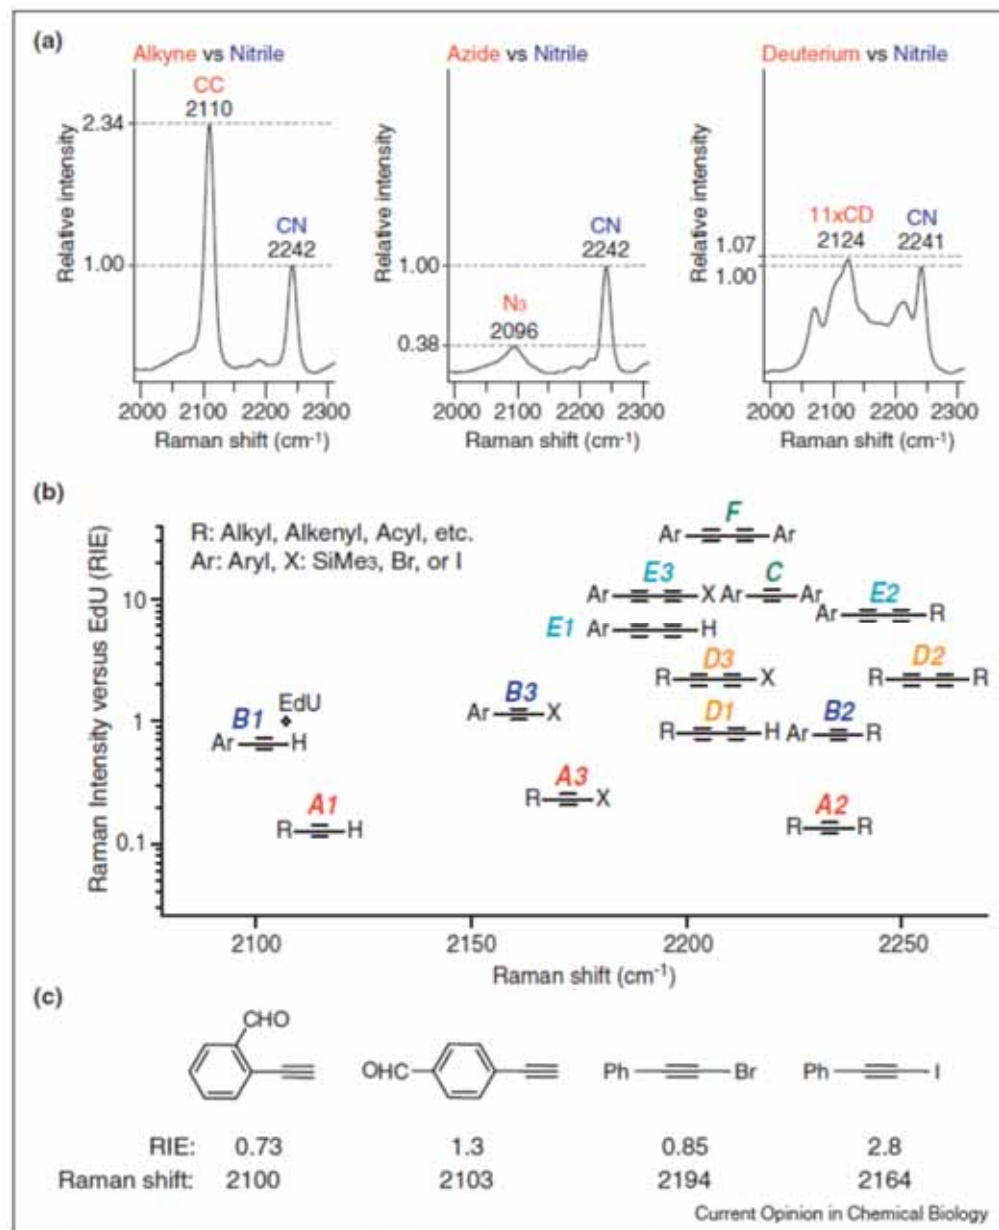 (a)
Alkyne vs Nitrile
CC
2110
2.34
CN
2242
1.00
Relative intensity
2000 2100 2200 2300
Raman shift (cm-1)
Azide vs Nitrile
CN
2242
1.00
N3
2096
0.38
Relative intensity
2000 2100 2200 2300
Raman shift (cm-1)
Deuterium vs Nitrile
11xCD
2124
CN
2241
1.07
1.00
Relative intensity
2000 2100 2200 2300
Raman shift (cm-1)
(b)
Raman Intensity versus EdU (RIE)
R: Alkyl, Alkenyl, Acyl, etc.
Ar: Aryl, X: SiMe3, Br, or I
F
Ar Ar
E3 C E2
10
Ar X Ar Ar
Ar R
E1 Ar H
D3 D2
R X R R
B1 EdU B3 D1 B2
1
Ar X
Ar H R H Ar R
A1 A3 A2
R X
R H R R
0.1
2100 2150 2200 2250
Raman shift (cm-1)
(c)
CHO
OHC Ph Br Ph I
RIE: 0.73 1.3 0.85 2.8
Raman shift: 2100 2103 2194 2164
Current Opinion in Chemical Biology